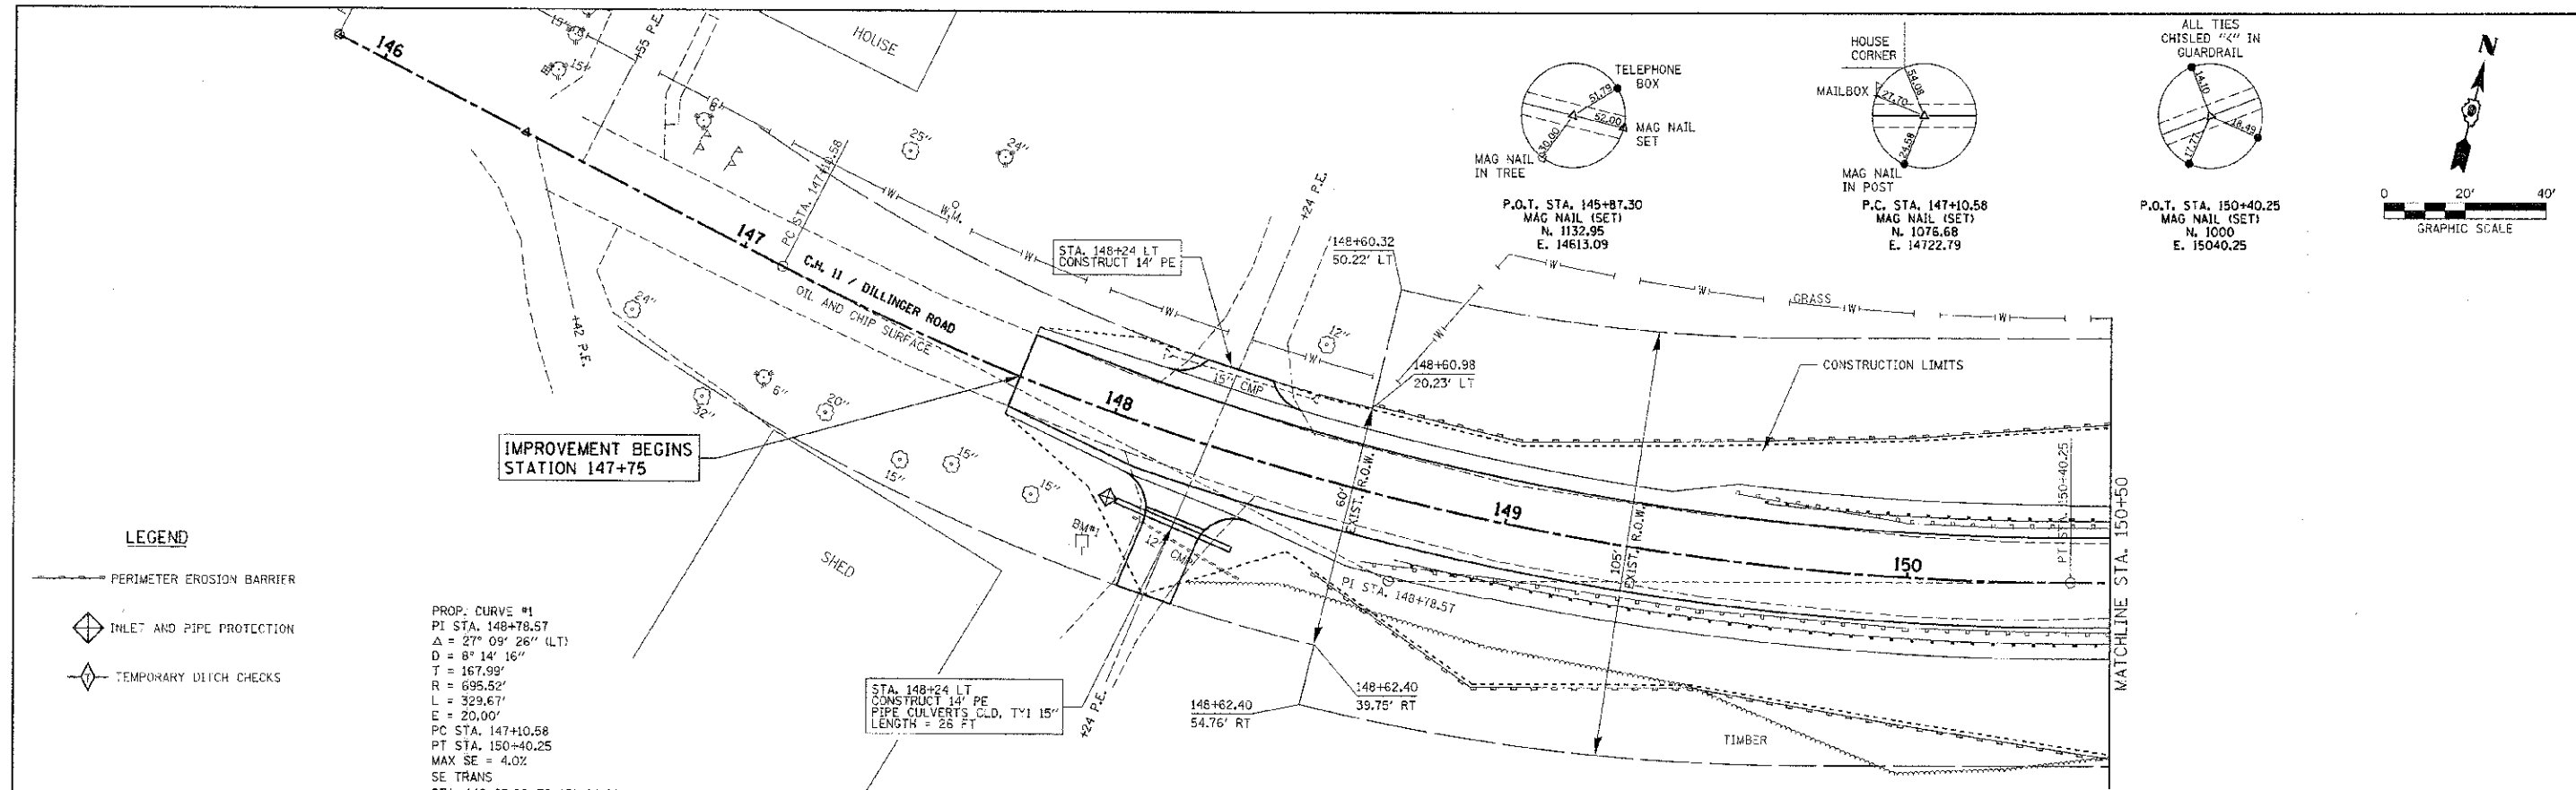 146
15"
15"
+55 P.E.
HOUSE
8"
25"
24"
PC STA. 147+10.58
W
W.M.
W
W
W
147
C.H. 11 / DILLINGER ROAD
OIL AND CHIP SURFACE
24"
+42 P.E.
32"
6"
20"
15"
15"
15"
STA. 148+24 LT
CONSTRUCT 14' PE
+24 P.E.
148+60.32
50.22' LT
12"
W
W
148+60.98
20.23' LT
W
W
GRASS
W
W
CONSTRUCTION LIMITS
15" CMP
148
IMPROVEMENT BEGINS
STATION 147+75
BM#1
12" CMP
SHED
60'
EXIST. R.O.W.
149
105'
EXIST. R.O.W.
150
PI STA. 148+78.57
PT STA. 150+40.25
MATCHLINE STA. 150+50
148+62.40
39.75' RT
148+62.40
54.76' RT
TIMBER
STA. 148+24 LT
CONSTRUCT 14' PE
PIPE CULVERTS CLD, TY1 15"
LENGTH = 26 FT
+24 P.E.
TELEPHONE
BOX
51.79
52.00
MAG NAIL
SET
30.00
MAG NAIL
IN TREE
P.O.T. STA. 145+87.30
MAG NAIL (SET)
N. 1132.95
E. 14613.09
HOUSE
CORNER
54.08
MAILBOX
27.70
24.58
MAG NAIL
IN POST
P.C. STA. 147+10.58
MAG NAIL (SET)
N. 1076.68
E. 14722.79
ALL TIES
CHISLED "<" IN
GUARDRAIL
14.10
18.49
17.77
P.O.T. STA. 150+40.25
MAG NAIL (SET)
N. 1000
E. 15040.25
N
0 20' 40'
GRAPHIC SCALE
LEGEND
PERIMETER EROSION BARRIER
INLET AND PIPE PROTECTION
TEMPORARY DITCH CHECKS
PROP. CURVE #1
PI STA. 148+78.57
Δ = 27° 09' 26" (LT)
D = 8° 14' 16"
T = 167.99'
R = 695.52'
L = 329.67'
E = 20.00'
PC STA. 147+10.58
PT STA. 150+40.25
MAX SE = 4.0%
SE TRANS